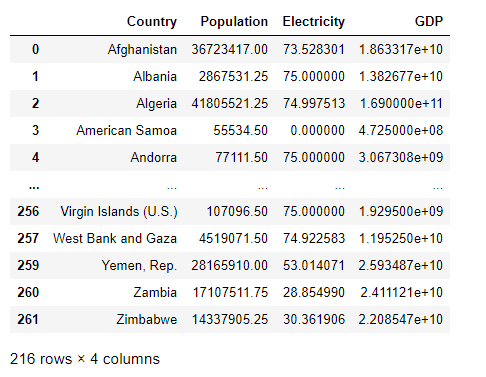 Country Population Electricity GDP
0 Afghanistan 36723417.00 73.528301 1.863317e+10
1 Albania 2867531.25 75.000000 1.382677e+10
2 Algeria 41805521.25 74.997513 1.690000e+11
3 American Samoa 55534.50 0.000000 4.725000e+08
4 Andorra 77111.50 75.000000 3.067308e+09
... ... ... ... ...
256 Virgin Islands (U.S.) 107096.50 75.000000 1.929500e+09
257 West Bank and Gaza 4519071.50 74.922583 1.195250e+10
259 Yemen, Rep. 28165910.00 53.014071 2.593487e+10
260 Zambia 17107511.75 28.854990 2.411121e+10
261 Zimbabwe 14337905.25 30.361906 2.208547e+10
216 rows × 4 columns